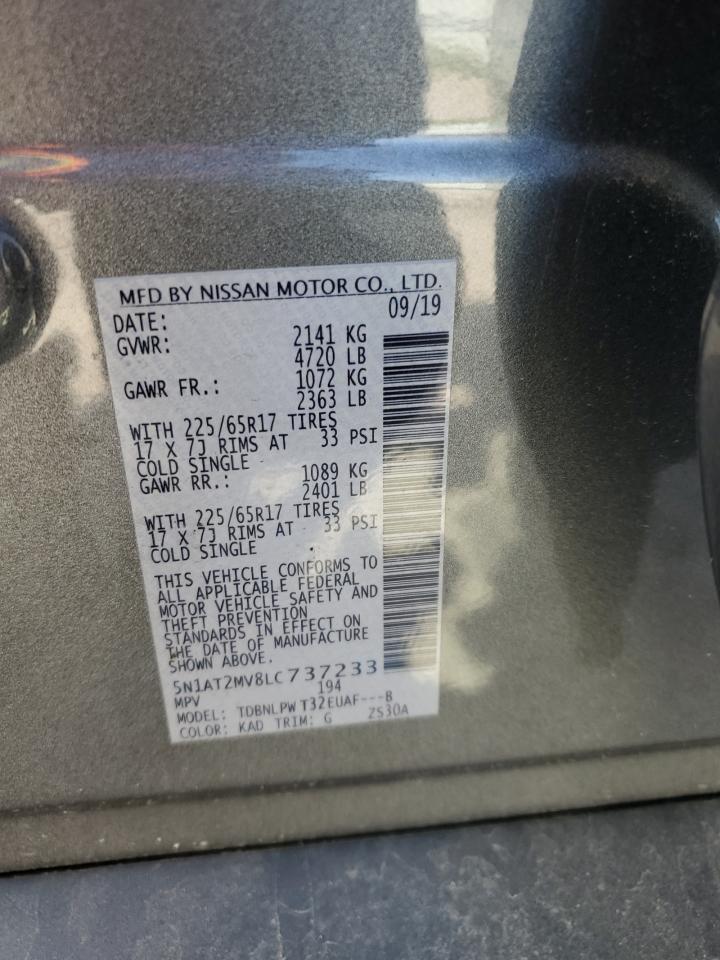 MFD BY NISSAN MOTOR CO., LTD.
DATE: 09/19
GVWR: 2141 KG
4720 LB
GAWR FR.: 1072 KG
2363 LB
WITH 225/65R17 TIRES
17 X 7J RIMS AT 33 PSI
COLD SINGLE
GAWR RR.: 1089 KG
2401 LB
WITH 225/65R17 TIRES
17 X 7J RIMS AT 33 PSI
COLD SINGLE
THIS VEHICLE CONFORMS TO
ALL APPLICABLE FEDERAL
MOTOR VEHICLE SAFETY AND
THEFT PREVENTION
STANDARDS IN EFFECT ON
THE DATE OF MANUFACTURE
SHOWN ABOVE.
5N1AT2MV8LC737233
MPV 194
MODEL: TDBNLPW T32EUAF---B
COLOR: KAD TRIM: G ZS30A